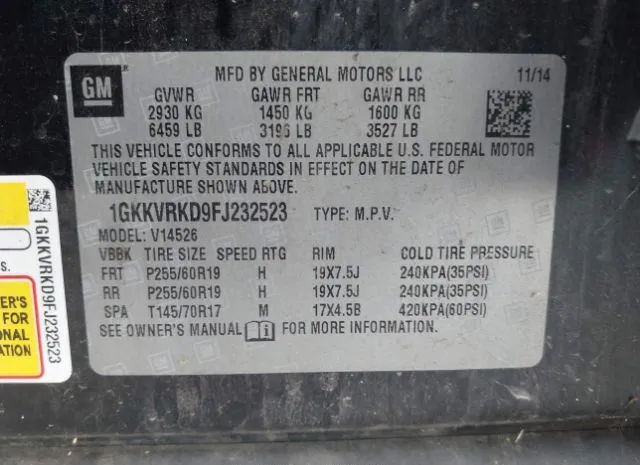 GM
MFD BY GENERAL MOTORS LLC 11/14
GVWR GAWR FRT GAWR RR
2930 KG 1450 KG 1600 KG
6459 LB 3196 LB 3527 LB
THIS VEHICLE CONFORMS TO ALL APPLICABLE U.S. FEDERAL MOTOR
VEHICLE SAFETY STANDARDS IN EFFECT ON THE DATE OF
MANUFACTURE SHOWN ABOVE.
1GKKVRKD9FJ232523 TYPE: M.P.V.
MODEL: V14526
VBBK TIRE SIZE SPEED RTG RIM COLD TIRE PRESSURE
FRT P255/60R19 H 19X7.5J 240KPA(35PSI)
RR P255/60R19 H 19X7.5J 240KPA(35PSI)
SPA T145/70R17 M 17X4.5B 420KPA(60PSI)
SEE OWNER'S MANUAL FOR MORE INFORMATION.
S.
ER'S
FOR
ONAL
1GKKVRKD9FJ232523